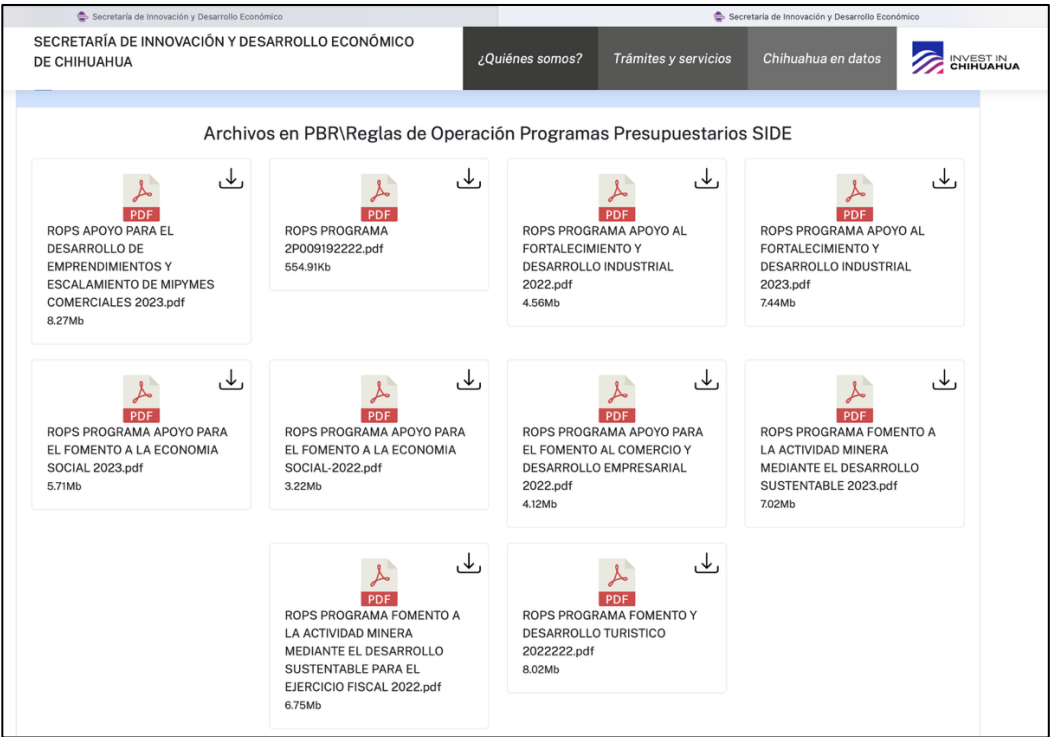 Secretaría de Innovación y Desarrollo Económico
Secretaría de Innovación y Desarrollo Económico
SECRETARÍA DE INNOVACIÓN Y DESARROLLO ECONÓMICO
DE CHIHUAHUA
¿Quiénes somos?
Trámites y servicios
Chihuahua en datos
INVEST IN
CHIHUAHUA
Archivos en PBR\Reglas de Operación Programas Presupuestarios SIDE
PDF
ROPS APOYO PARA EL
DESARROLLO DE
EMPRENDIMIENTOS Y
ESCALAMIENTO DE MIPYMES
COMERCIALES 2023.pdf
8.27Mb
PDF
ROPS PROGRAMA
2P009192222.pdf
554.91Kb
PDF
ROPS PROGRAMA APOYO AL
FORTALECIMIENTO Y
DESARROLLO INDUSTRIAL
2022.pdf
4.56Mb
PDF
ROPS PROGRAMA APOYO AL
FORTALECIMIENTO Y
DESARROLLO INDUSTRIAL
2023.pdf
7.44Mb
PDF
ROPS PROGRAMA APOYO PARA
EL FOMENTO A LA ECONOMIA
SOCIAL 2023.pdf
5.71Mb
PDF
ROPS PROGRAMA APOYO PARA
EL FOMENTO A LA ECONOMIA
SOCIAL-2022.pdf
3.22Mb
PDF
ROPS PROGRAMA APOYO PARA
EL FOMENTO AL COMERCIO Y
DESARROLLO EMPRESARIAL
2022.pdf
4.12Mb
PDF
ROPS PROGRAMA FOMENTO A
LA ACTIVIDAD MINERA
MEDIANTE EL DESARROLLO
SUSTENTABLE 2023.pdf
7.02Mb
PDF
ROPS PROGRAMA FOMENTO A
LA ACTIVIDAD MINERA
MEDIANTE EL DESARROLLO
SUSTENTABLE PARA EL
EJERCICIO FISCAL 2022.pdf
6.75Mb
PDF
ROPS PROGRAMA FOMENTO Y
DESARROLLO TURISTICO
2022222.pdf
8.02Mb